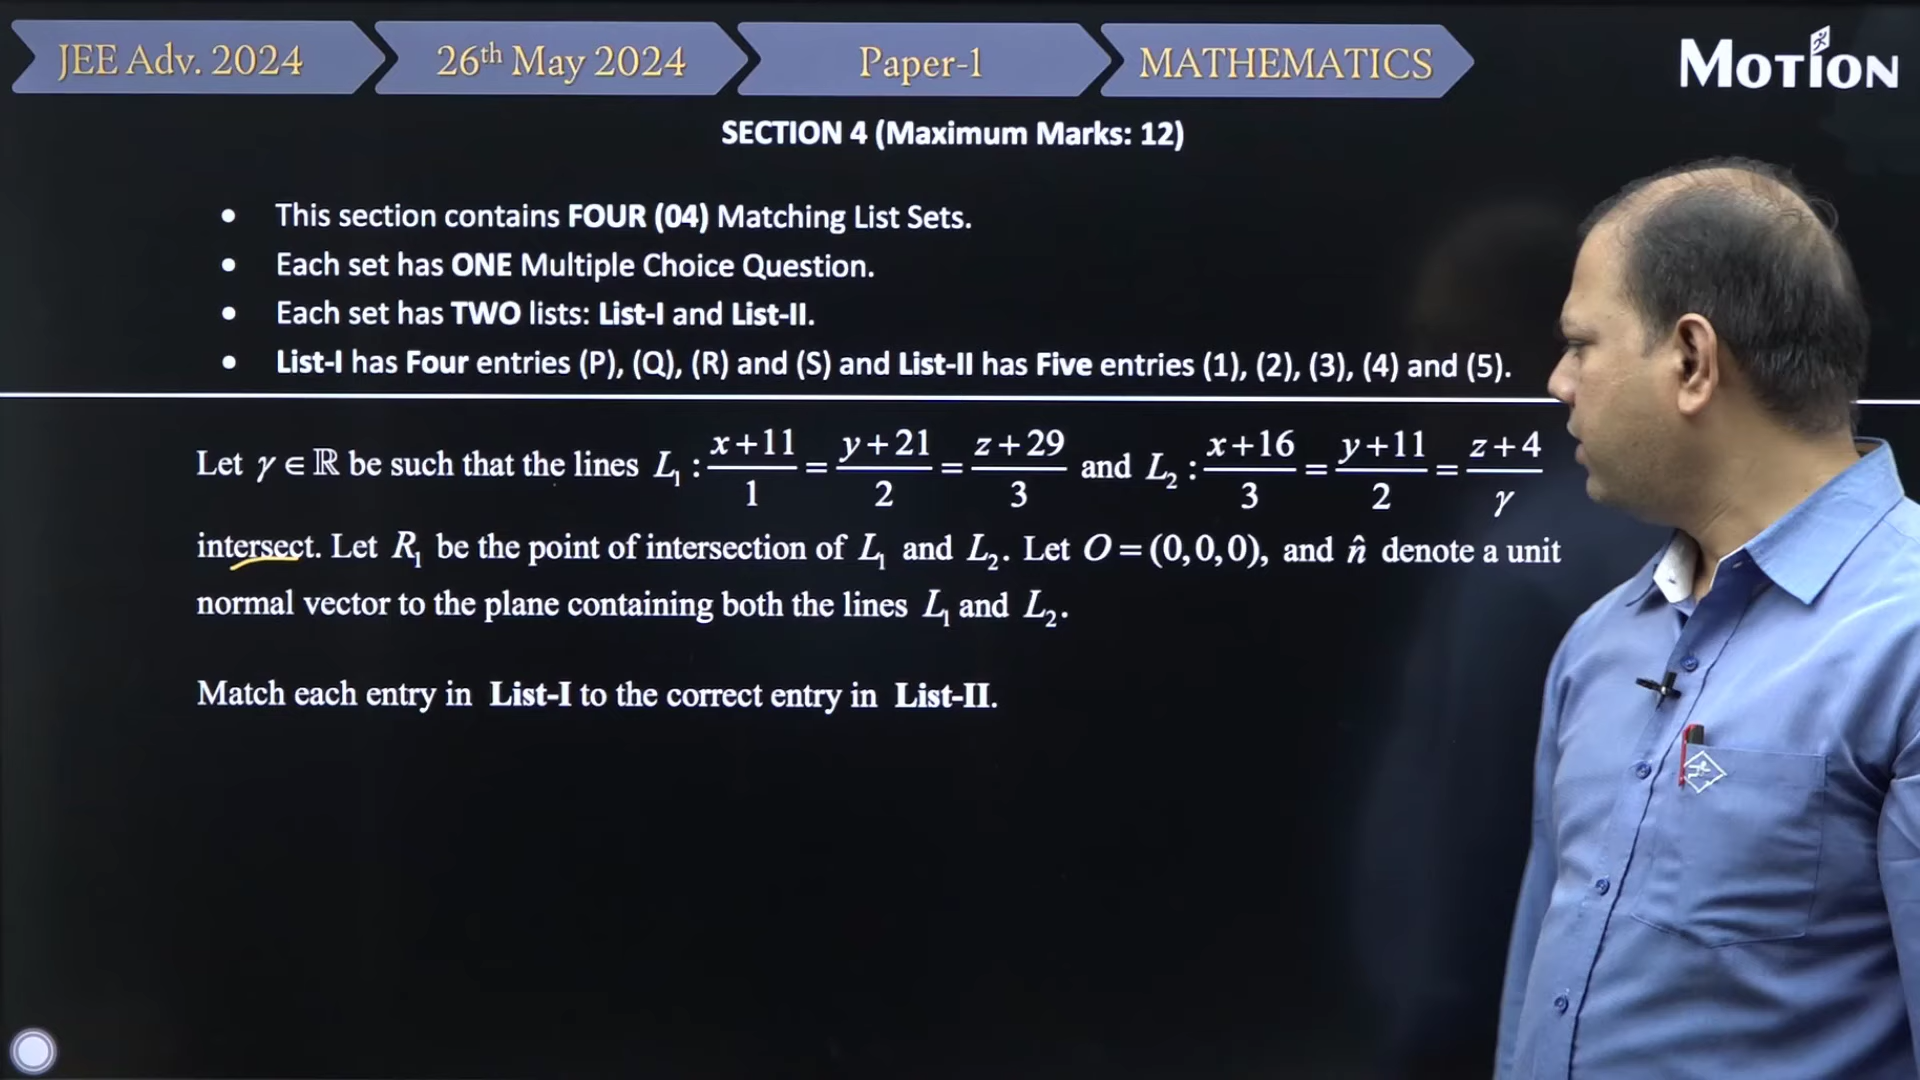 JEE Adv. 2024
26th May 2024
Paper-1
MATHEMATICS
MOTION
SECTION 4 (Maximum Marks: 12)
• This section contains FOUR (04) Matching List Sets.
• Each set has ONE Multiple Choice Question.
• Each set has TWO lists: List-I and List-II.
• List-I has Four entries (P), (Q), (R) and (S) and List-II has Five entries (1), (2), (3), (4) and (5).
Let γ ∈ ℝ be such that the lines L₁ : (x+11)/1 = (y+21)/2 = (z+29)/3 and L₂ : (x+16)/3 = (y+11)/2 = (z+4)/γ
intersect. Let R₁ be the point of intersection of L₁ and L₂. Let O = (0,0,0), and n̂ denote a unit
normal vector to the plane containing both the lines L₁ and L₂.
Match each entry in List-I to the correct entry in List-II.